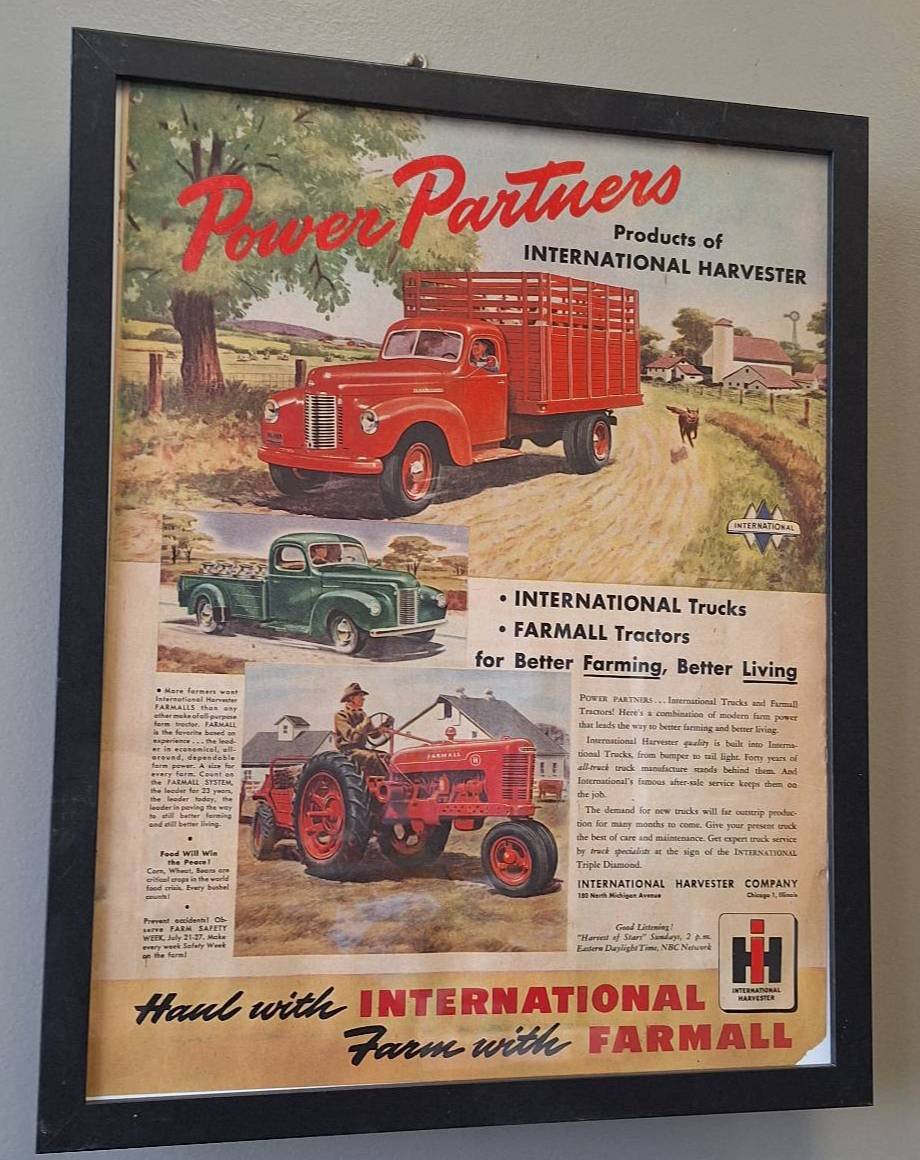 Power Partners
Products of
INTERNATIONAL HARVESTER
INTERNATIONAL
• INTERNATIONAL Trucks
• FARMALL Tractors
for Better Farming, Better Living
• More farmers want
International Harvester
FARMALLS than any
other make of all-purpose
farm tractor. FARMALL
is the favorite based on
experience . . . the lead-
er in economical, all-
around, dependable
farm power. A size for
every farm. Count on
the FARMALL SYSTEM,
the leader for 23 years,
the leader today, the
leader in paving the way
to still better farming
and still better living.
•
Food Will Win
the Peace!
Corn, Wheat, Beans are
critical crops in the world
food crisis. Every bushel
counts!
•
Prevent accidents! Ob-
serve FARM SAFETY
WEEK, July 21-27. Make
every week Safety Week
on the farm!
FARMALL
H
POWER PARTNERS . . . International Trucks and Farmall
Tractors! Here's a combination of modern farm power
that leads the way to better farming and better living.
International Harvester quality is built into Interna-
tional Trucks, from bumper to tail light. Forty years of
all-truck truck manufacture stands behind them. And
International's famous after-sale service keeps them on
the job.
The demand for new trucks will far outstrip produc-
tion for many months to come. Give your present truck
the best of care and maintenance. Get expert truck service
by truck specialists at the sign of the INTERNATIONAL
Triple Diamond.
INTERNATIONAL HARVESTER COMPANY
180 North Michigan Avenue Chicago 1, Illinois
Good Listening!
"Harvest of Stars" Sundays, 2 p.m.
Eastern Daylight Time, NBC Network
IH
INTERNATIONAL
HARVESTER
Haul with INTERNATIONAL
Farm with FARMALL